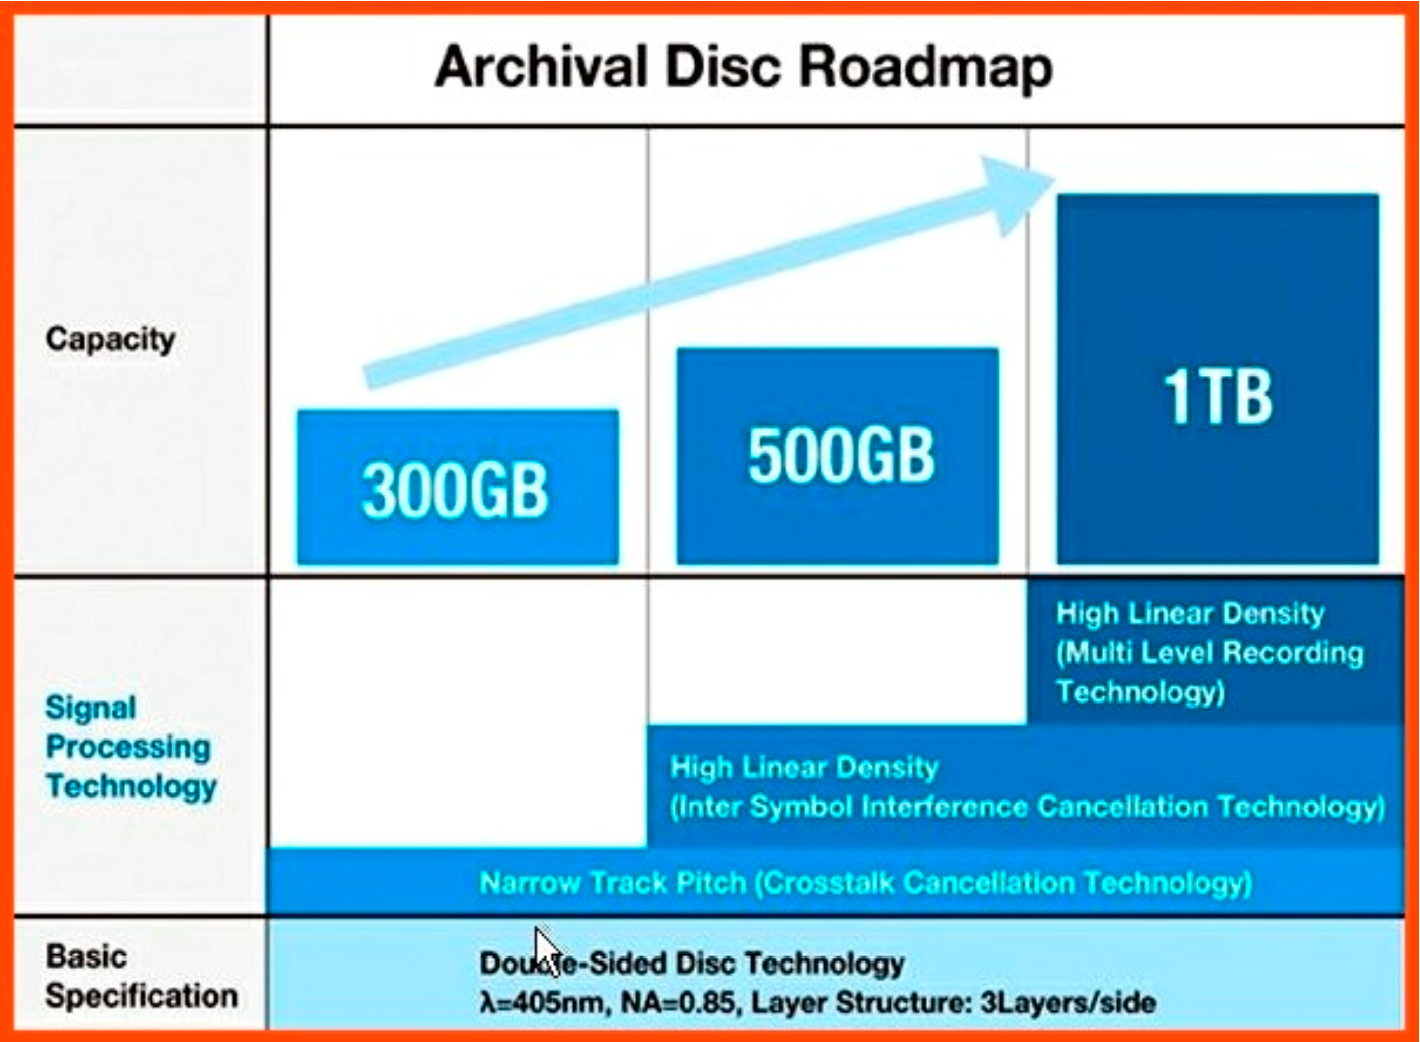 Archival Disc Roadmap
Capacity
300GB
500GB
1TB
Signal
Processing
Technology
High Linear Density
(Multi Level Recording
Technology)
High Linear Density
(Inter Symbol Interference Cancellation Technology)
Narrow Track Pitch (Crosstalk Cancellation Technology)
Basic
Specification
Double-Sided Disc Technology
λ=405nm, NA=0.85, Layer Structure: 3Layers/side